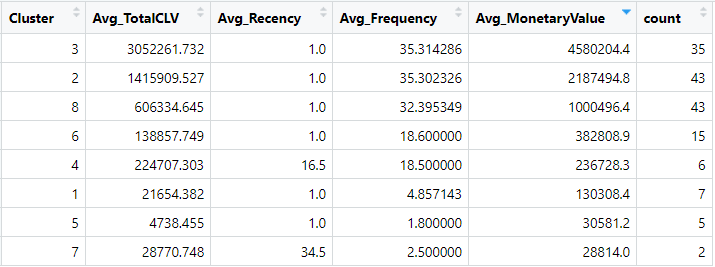 Cluster Avg_TotalCLV Avg_Recency Avg_Frequency Avg_MonetaryValue count
3 3052261.732 1.0 35.314286 4580204.4 35
2 1415909.527 1.0 35.302326 2187494.8 43
8 606334.645 1.0 32.395349 1000496.4 43
6 138857.749 1.0 18.600000 382808.9 15
4 224707.303 16.5 18.500000 236728.3 6
1 21654.382 1.0 4.857143 130308.4 7
5 4738.455 1.0 1.800000 30581.2 5
7 28770.748 34.5 2.500000 28814.0 2